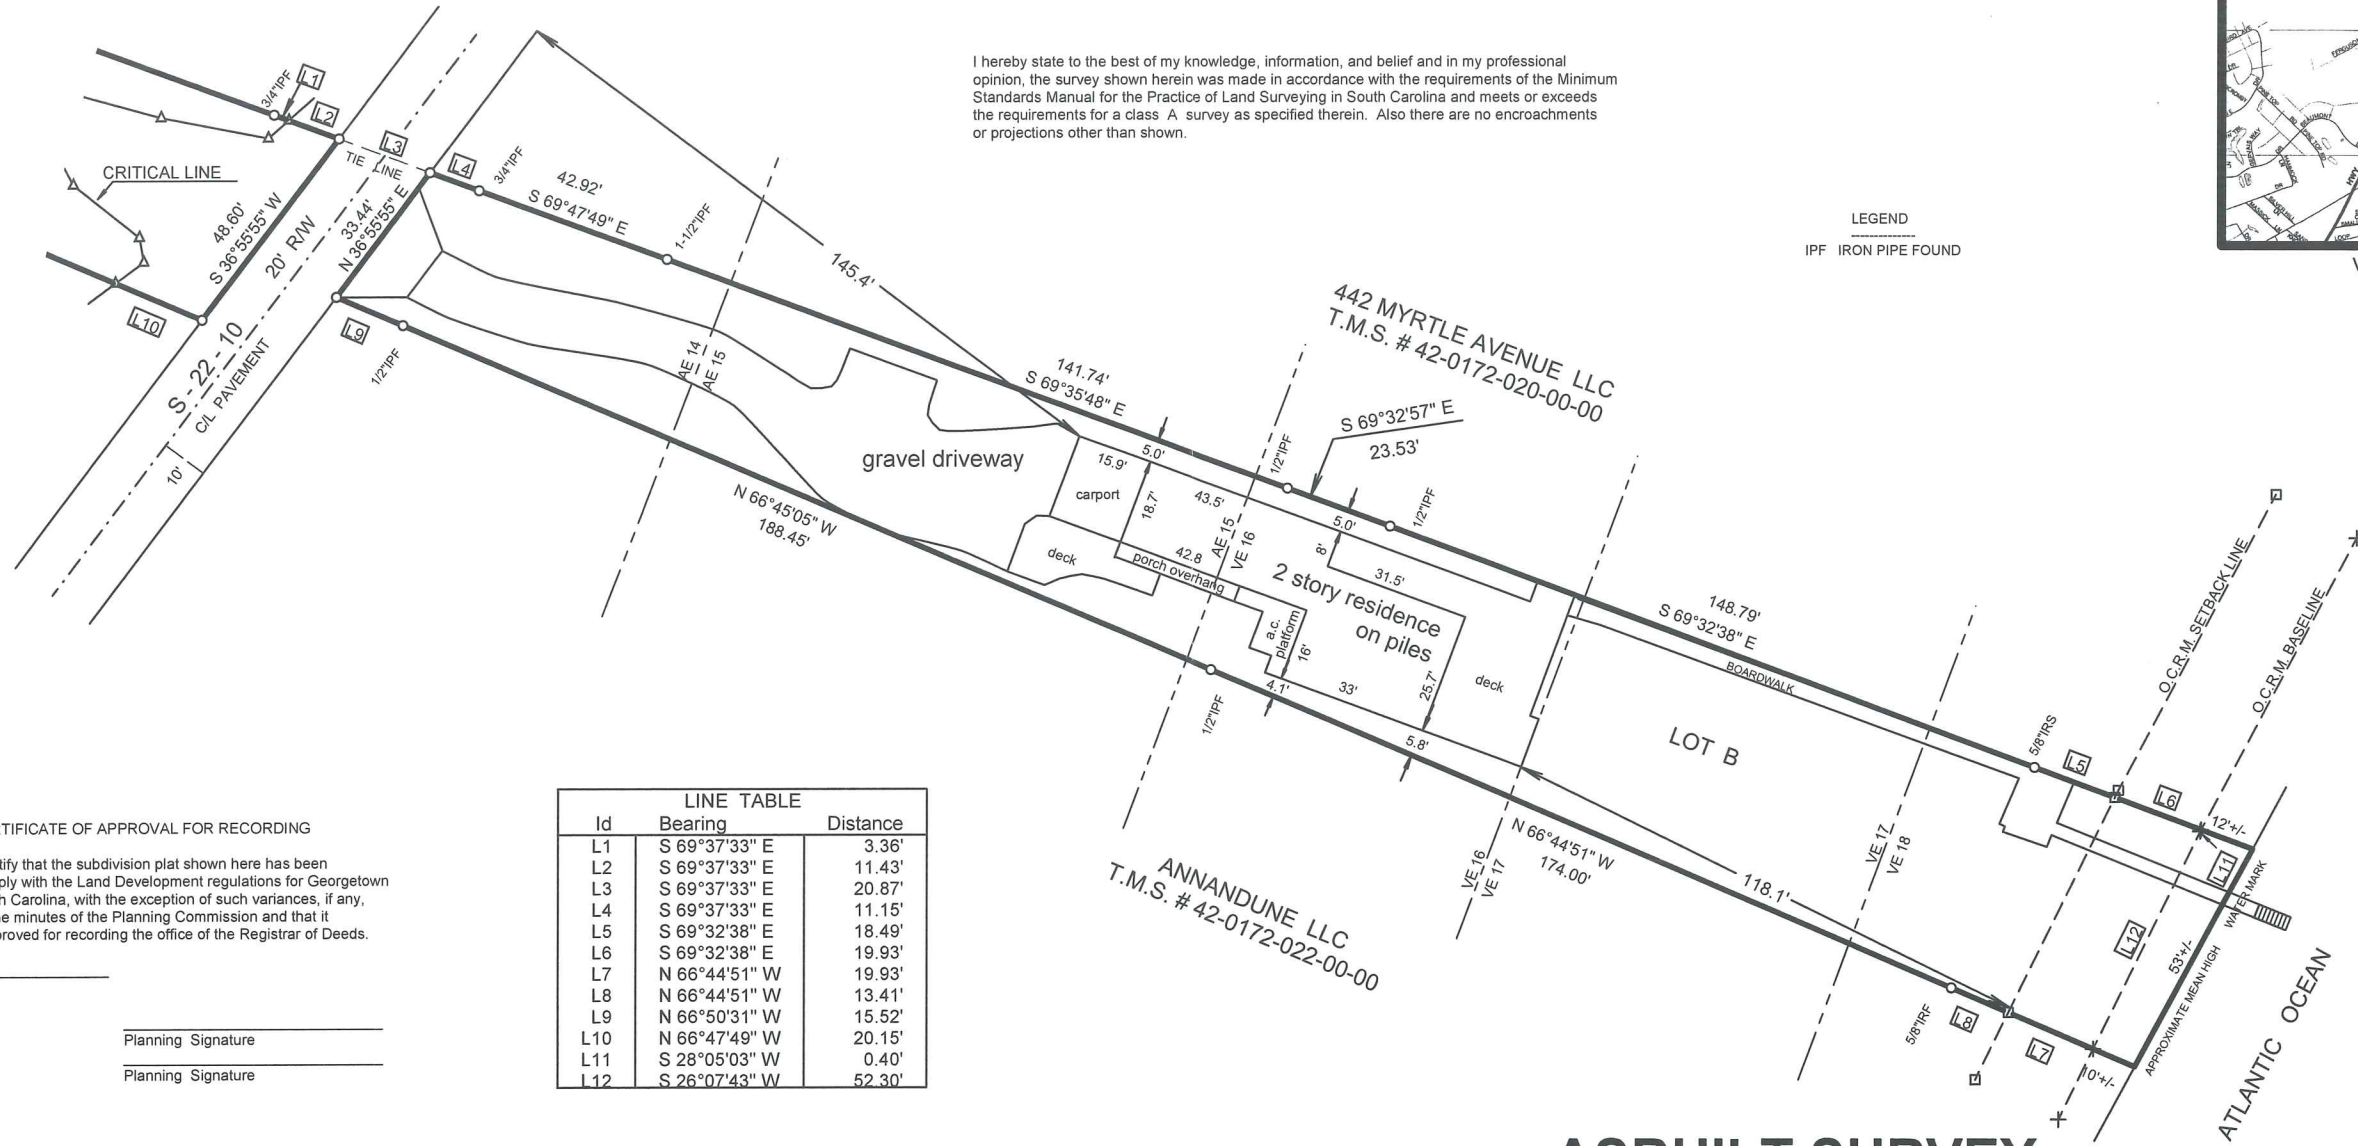 I hereby state to the best of my knowledge, information, and belief and in my professional
opinion, the survey shown herein was made in accordance with the requirements of the Minimum
Standards Manual for the Practice of Land Surveying in South Carolina and meets or exceeds
the requirements for a class A survey as specified therein. Also there are no encroachments
or projections other than shown.
LEGEND
--------------
IPF IRON PIPE FOUND
3/4"IPF
L1
L2
L3
TIE LINE
L4
3/4"IPF
42.92'
S 69°47'49" E
1-1/2"IPF
CRITICAL LINE
48.60'
S 36°55'55" W
20' R/W
33.44'
N 36°55'55" E
L10
L9
1/2"IPF
S - 22 - 10
C/L PAVEMENT
10'
145.4'
AE 14
AE 15
141.74'
S 69°35'48" E
442 MYRTLE AVENUE LLC
T.M.S. # 42-0172-020-00-00
S 69°32'57" E
23.53'
1/2"IPF
1/2"IPF
gravel driveway
N 66°45'05" W
188.45'
5.0'
15.9'
carport
18.7'
43.5'
5.0'
AE 15
VE 16
8'
31.5'
42.8
porch overhang
deck
2 story residence
on piles
a.c.
platform
16'
4.1'
33'
25.7'
5.8'
deck
1/2"IPF
148.79'
S 69°32'38" E
BOARDWALK
LOT B
N 66°44'51" W
174.00'
118.1'
VE 16
VE 17
VE 17
VE 18
5/8"IRS
L5
L6
12'+/-
L11
L12
O.C.R.M. SETBACK LINE
O.C.R.M. BASELINE
53'+/-
APPROXIMATE MEAN HIGH WATER MARK
5/8"IRF
L8
L7
10'+/-
ATLANTIC OCEAN
ANNANDUNE LLC
T.M.S. # 42-0172-022-00-00
TIFICATE OF APPROVAL FOR RECORDING
tify that the subdivision plat shown here has been
ply with the Land Development regulations for Georgetown
h Carolina, with the exception of such variances, if any,
e minutes of the Planning Commission and that it
proved for recording the office of the Registrar of Deeds.
Planning Signature
Planning Signature
LINE TABLE
Id Bearing Distance
L1 S 69°37'33" E 3.36'
L2 S 69°37'33" E 11.43'
L3 S 69°37'33" E 20.87'
L4 S 69°37'33" E 11.15'
L5 S 69°32'38" E 18.49'
L6 S 69°32'38" E 19.93'
L7 N 66°44'51" W 19.93'
L8 N 66°44'51" W 13.41'
L9 N 66°50'31" W 15.52'
L10 N 66°47'49" W 20.15'
L11 S 28°05'03" W 0.40'
L12 S 26°07'43" W 52.30'
ASBUILT SURVEY